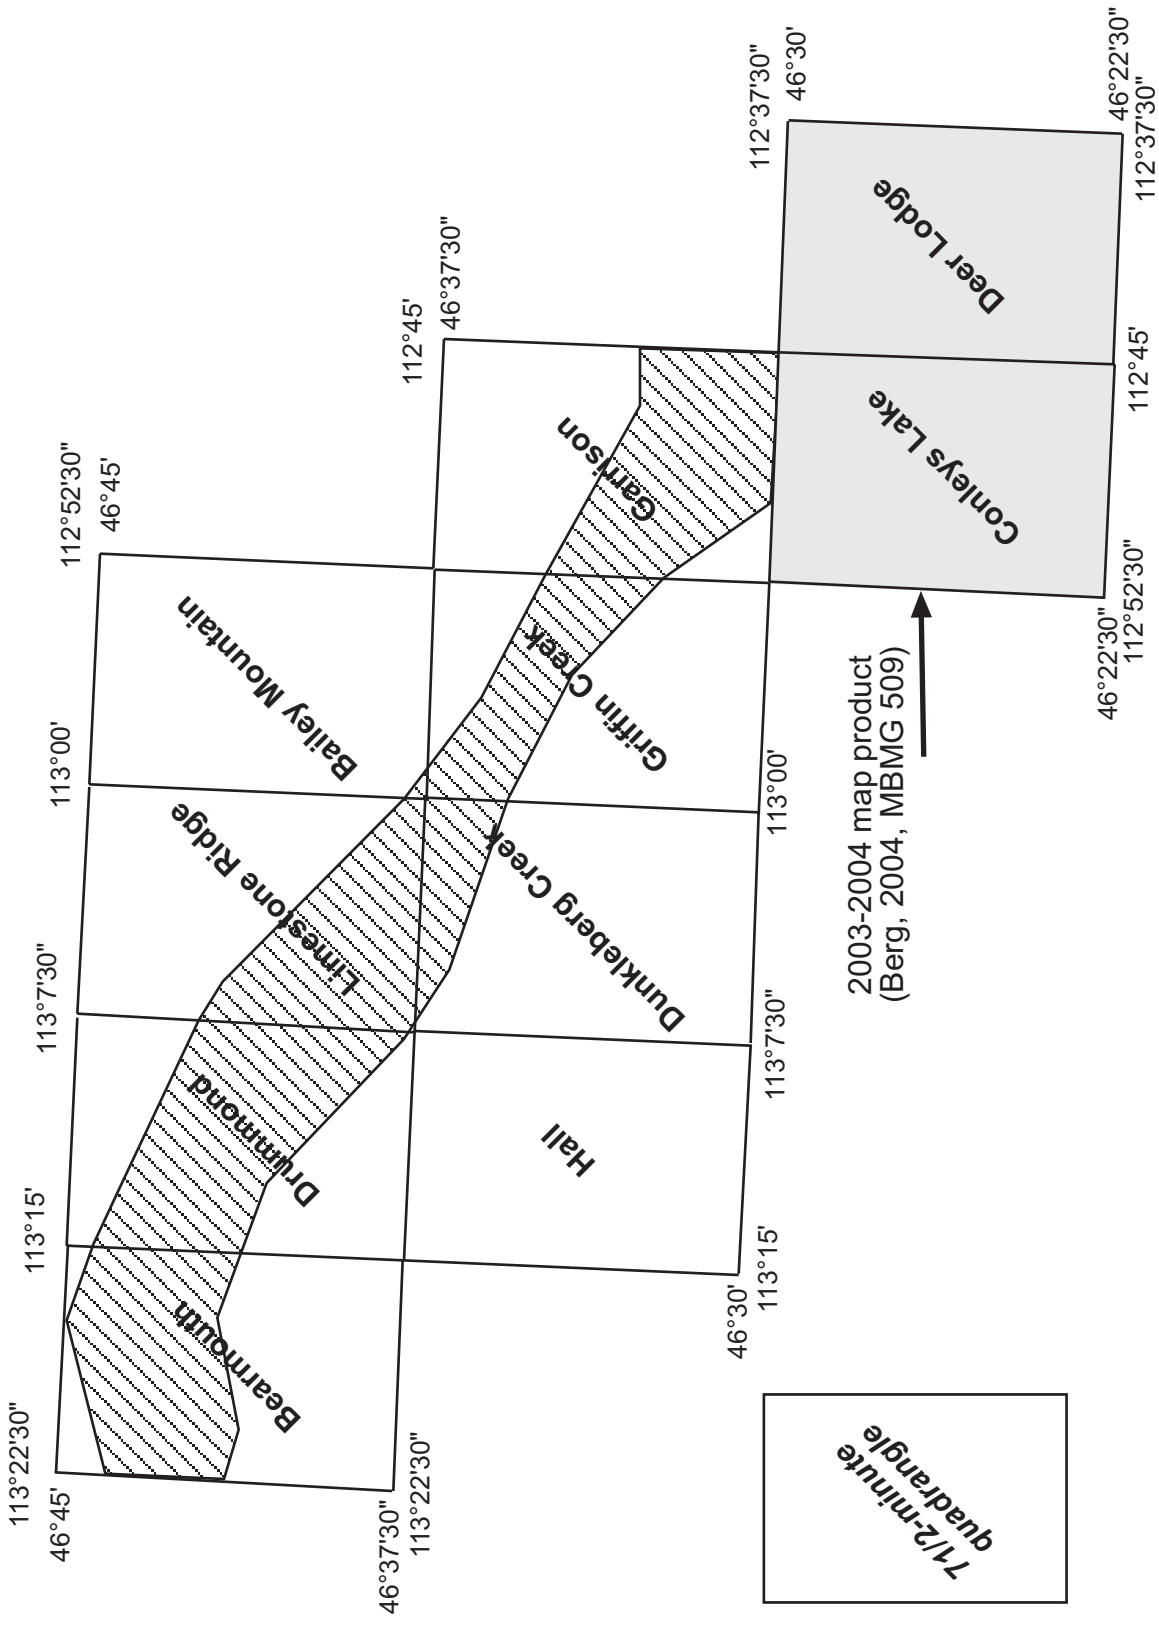 113°22'30"
46°45'
113°15'
113°7'30"
113°00'
112°52'30"
46°45'
112°45'
46°37'30"
112°37'30"
46°30'
Bearmouth
Drummond
Limestone Ridge
Bailey Mountain
Hall
Dunkleberg Creek
Griffin Creek
Garrison
Conleys Lake
Deer Lodge
46°37'30"
113°22'30"
46°30'
113°15'
113°7'30"
113°00'
46°22'30"
112°52'30"
112°45'
46°22'30"
112°37'30"
2003-2004 map product
(Berg, 2004, MBMG 509)
71/2-minute
quadrangle